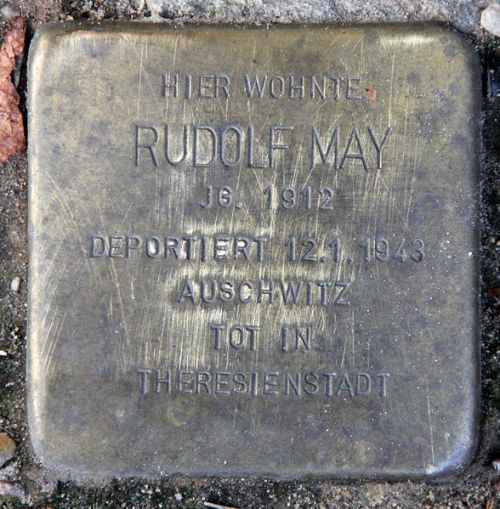 HIER WOHNTE
RUDOLF MAY
JG. 1912
DEPORTIERT 12.1.1943
AUSCHWITZ
TOT IN
THERESIENSTADT